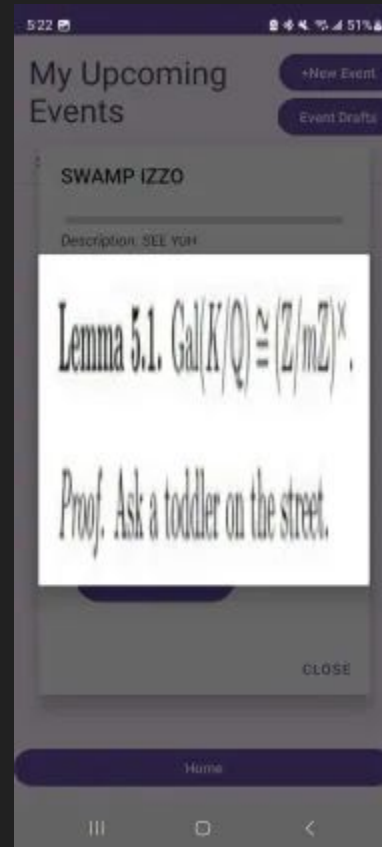 5:22
51%
My Upcoming
Events
+New Event
Event Drafts
SWAMP IZZO
Description: SEE YUH
Lemma 5.1. Gal(K/Q) ≅ (Z/mZ)^×.
Proof. Ask a toddler on the street.
CLOSE
Home